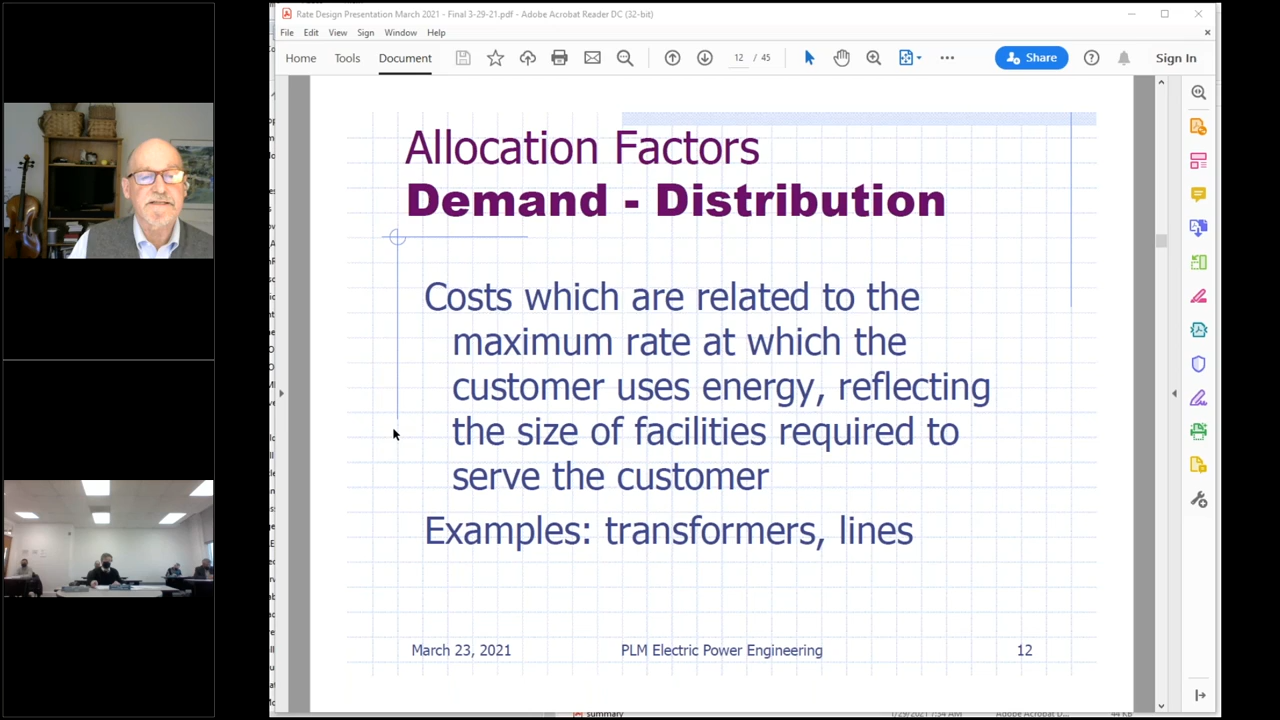 Rate Design Presentation March 2021 - Final 3-29-21.pdf - Adobe Acrobat Reader DC (32-bit)
File Edit View Sign Window Help
Home Tools Document 12 / 45 Share Sign In
Allocation Factors
Demand - Distribution
Costs which are related to the
maximum rate at which the
customer uses energy, reflecting
the size of facilities required to
serve the customer
Examples: transformers, lines
March 23, 2021 PLM Electric Power Engineering 12
summary